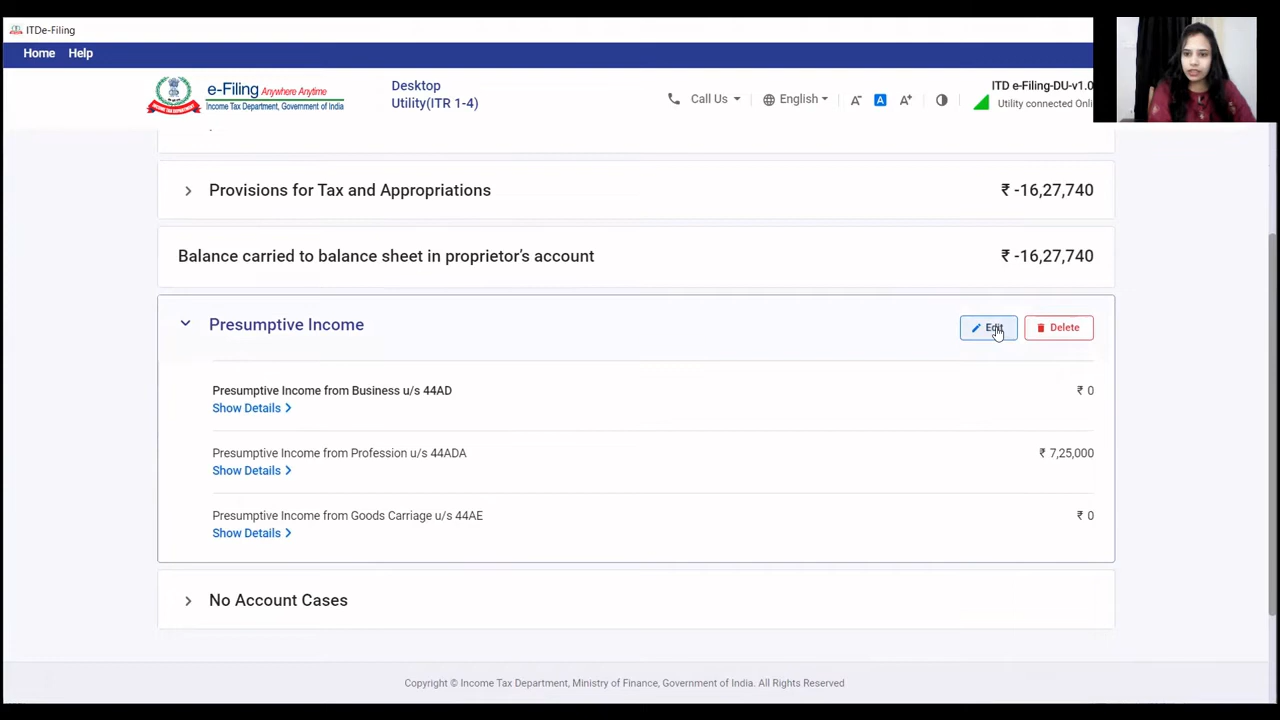 ITDe-Filing
Home Help
e-Filing Anywhere Anytime
Income Tax Department, Government of India
Desktop
Utility(ITR 1-4)
Call Us
English
A-
A
A+
ITD e-Filing-DU-v1.0
Utility connected Onli
Provisions for Tax and Appropriations ₹ -16,27,740
Balance carried to balance sheet in proprietor’s account ₹ -16,27,740
Presumptive Income Edit Delete
Presumptive Income from Business u/s 44AD ₹ 0
Show Details
Presumptive Income from Profession u/s 44ADA ₹ 7,25,000
Show Details
Presumptive Income from Goods Carriage u/s 44AE ₹ 0
Show Details
No Account Cases
Copyright © Income Tax Department, Ministry of Finance, Government of India. All Rights Reserved